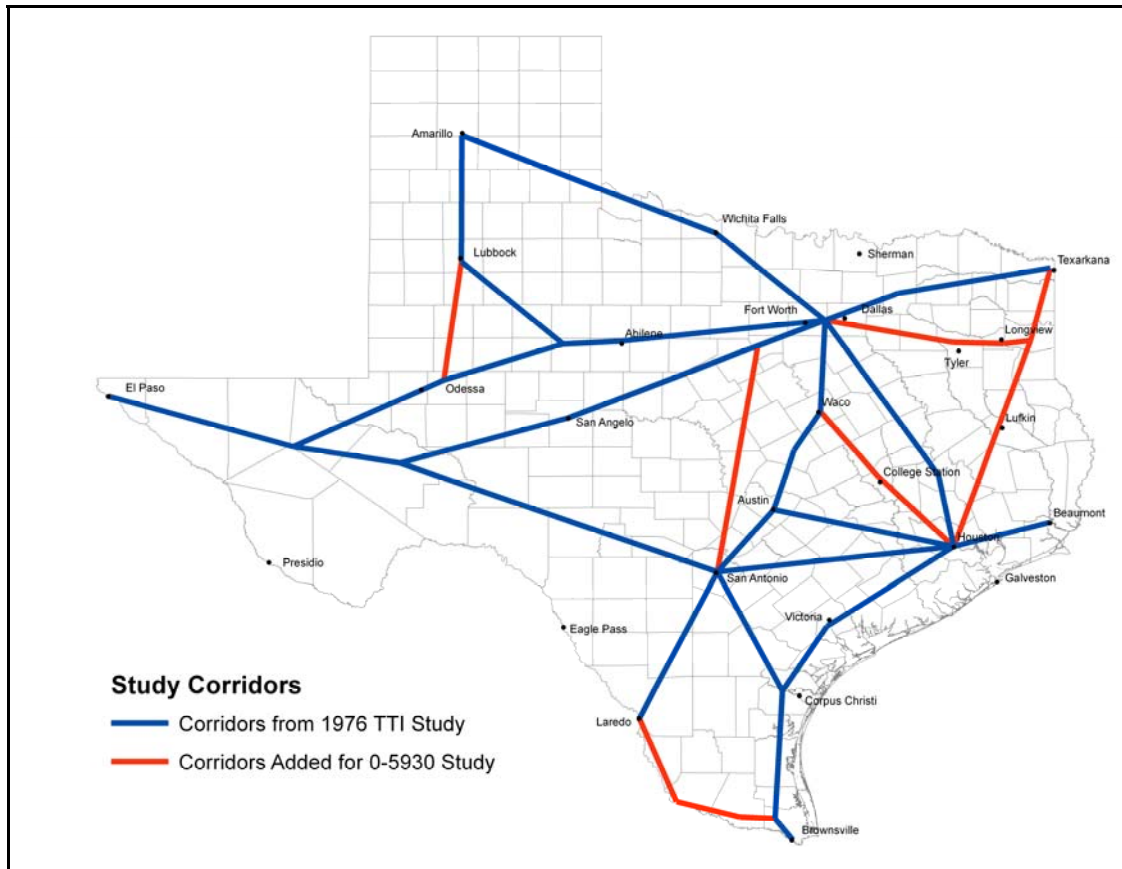 Amarillo
Wichita Falls
Sherman
Lubbock
Texarkana
Fort Worth
Dallas
Abilene
Longview
Tyler
El Paso
Odessa
Waco
San Angelo
Lufkin
College Station
Austin
Beaumont
Houston
Presidio
San Antonio
Galveston
Victoria
Eagle Pass
Study Corridors
Corpus Christi
Corridors from 1976 TTI Study
Laredo
Corridors Added for 0-5930 Study
Brownsville